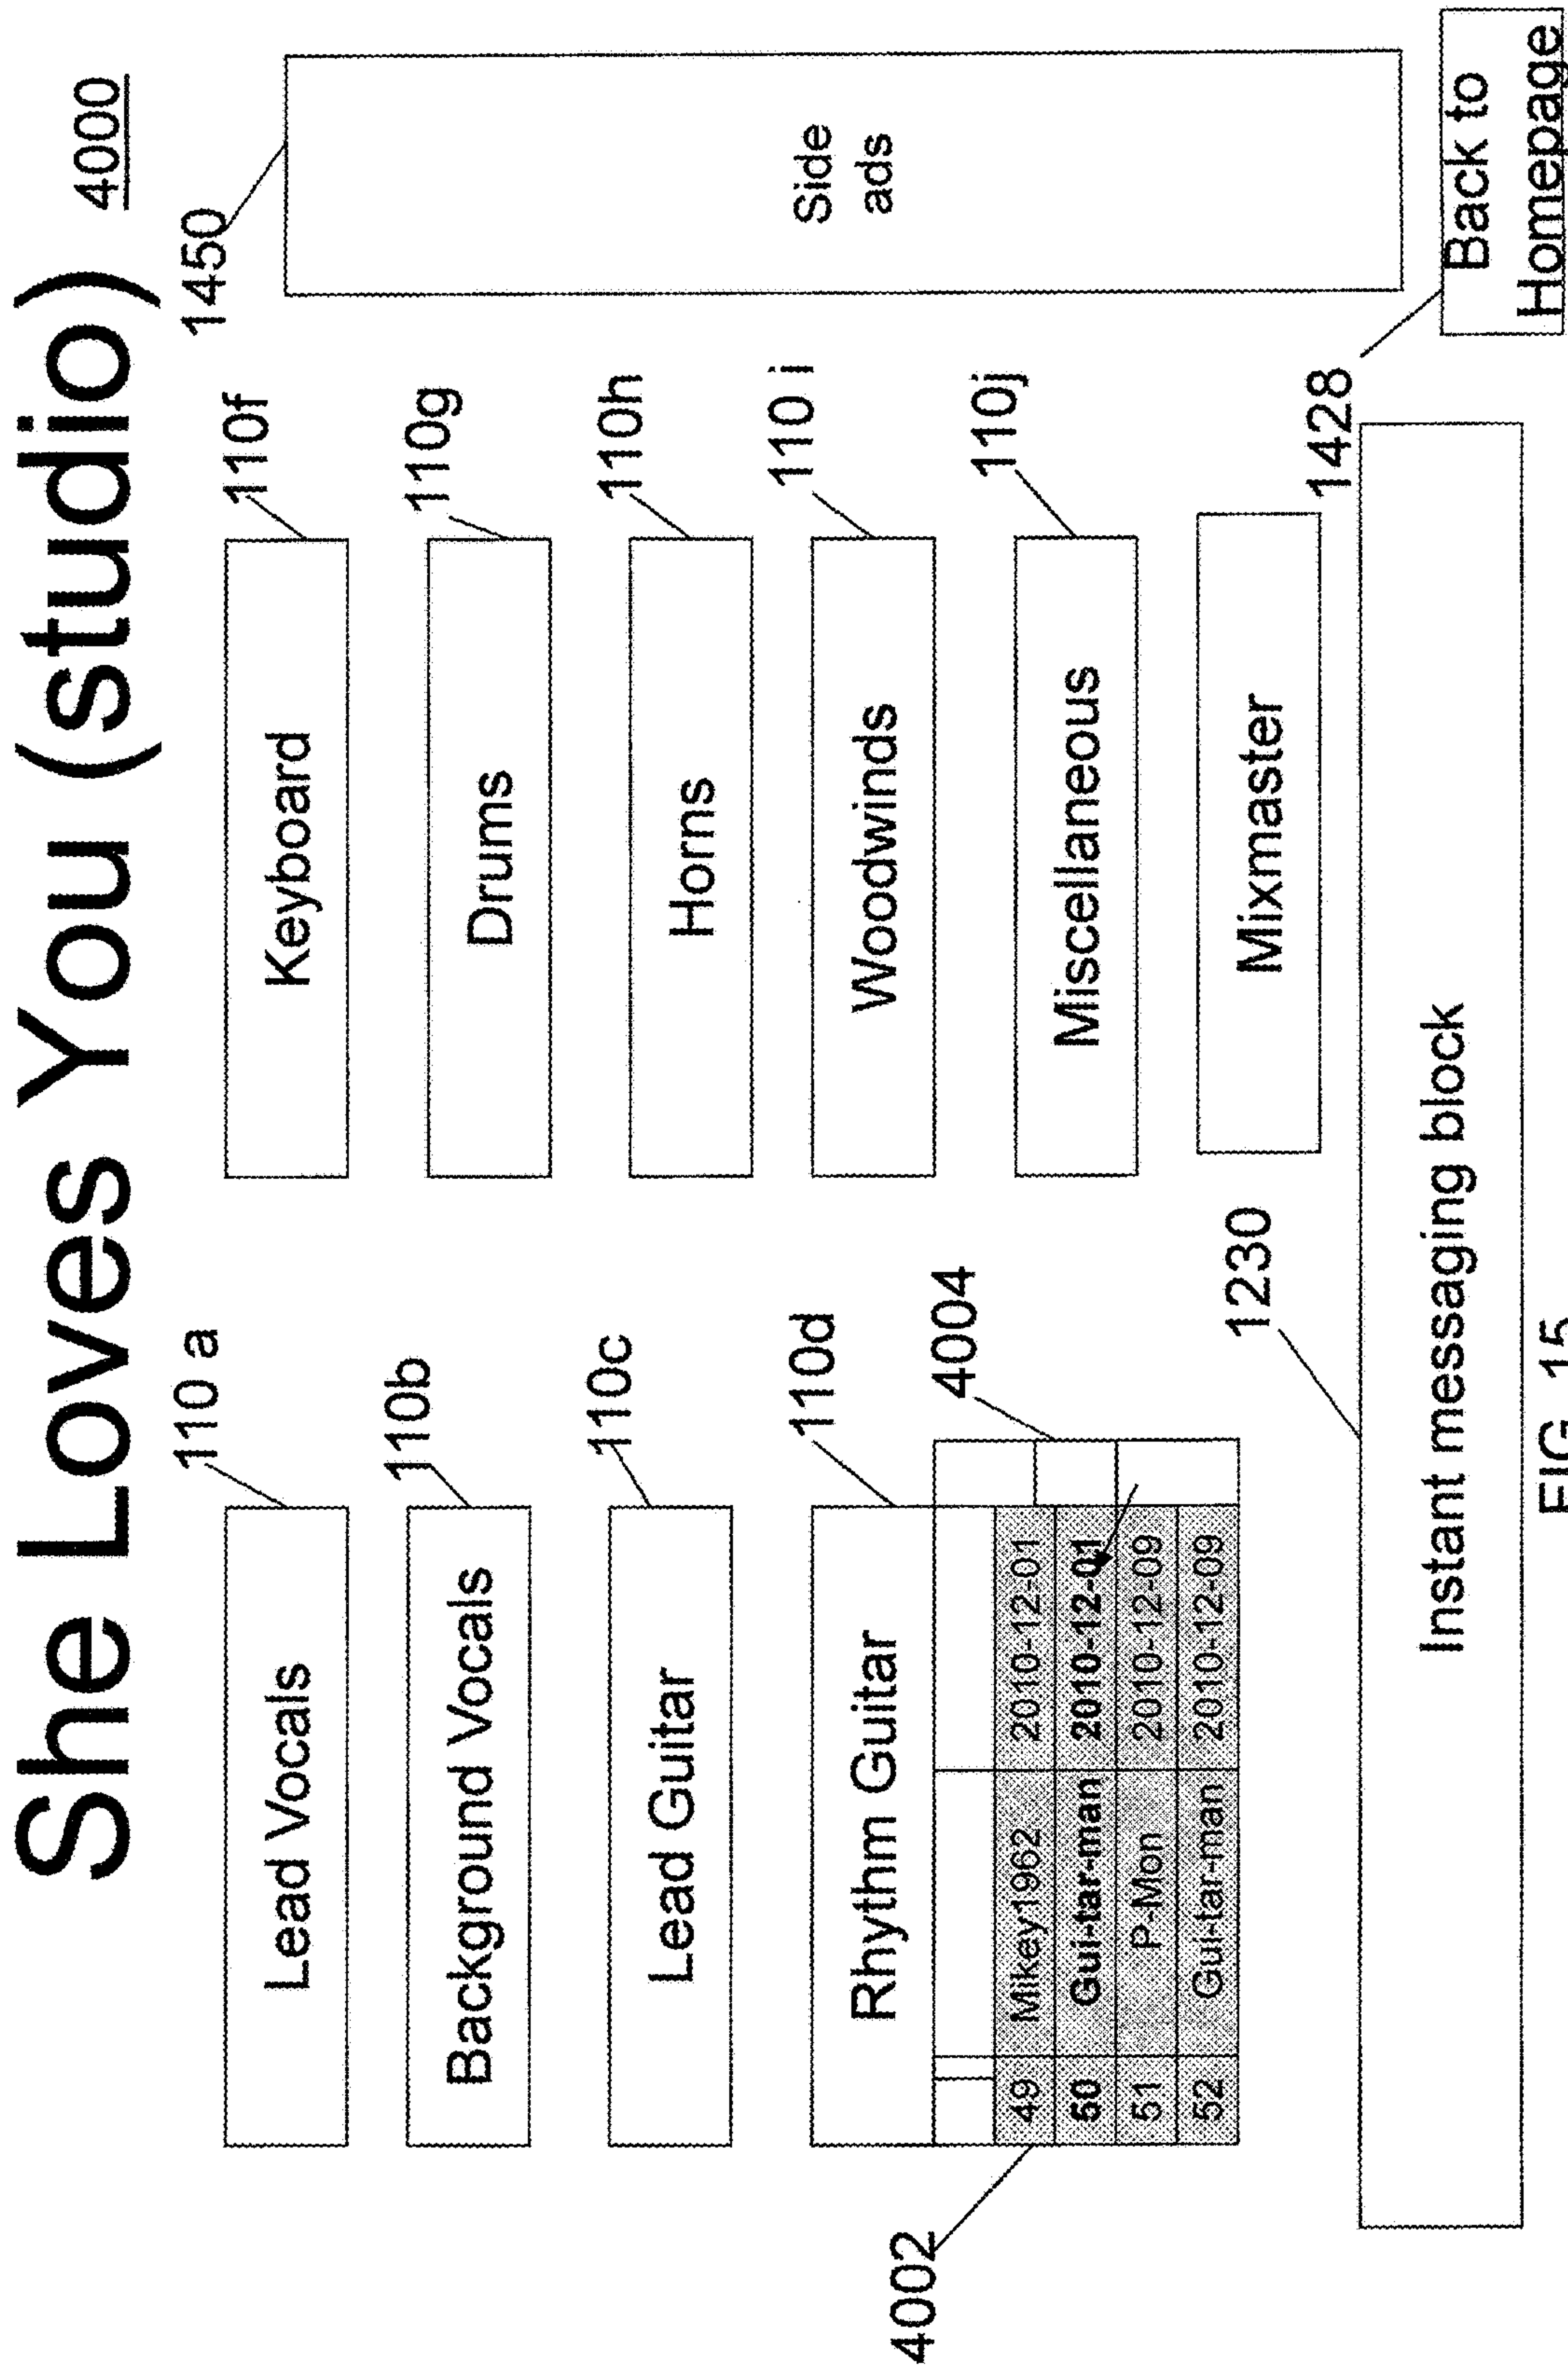 She Loves You (studio)
4000
110 a
Lead Vocals
110b
Background Vocals
110c
Lead Guitar
110d
Rhythm Guitar
4004
4002
49 Mikey1962 2010-12-01
50 Gui-tar-man 2010-12-01
51 P-Mon 2010-12-09
52 Gui-tar-man 2010-12-09
110f
Keyboard
110g
Drums
110h
Horns
110 i
Woodwinds
110j
Miscellaneous
Mixmaster
1450
Side
ads
1230
Instant messaging block
1428
Back to
Homepage
FIG. 15